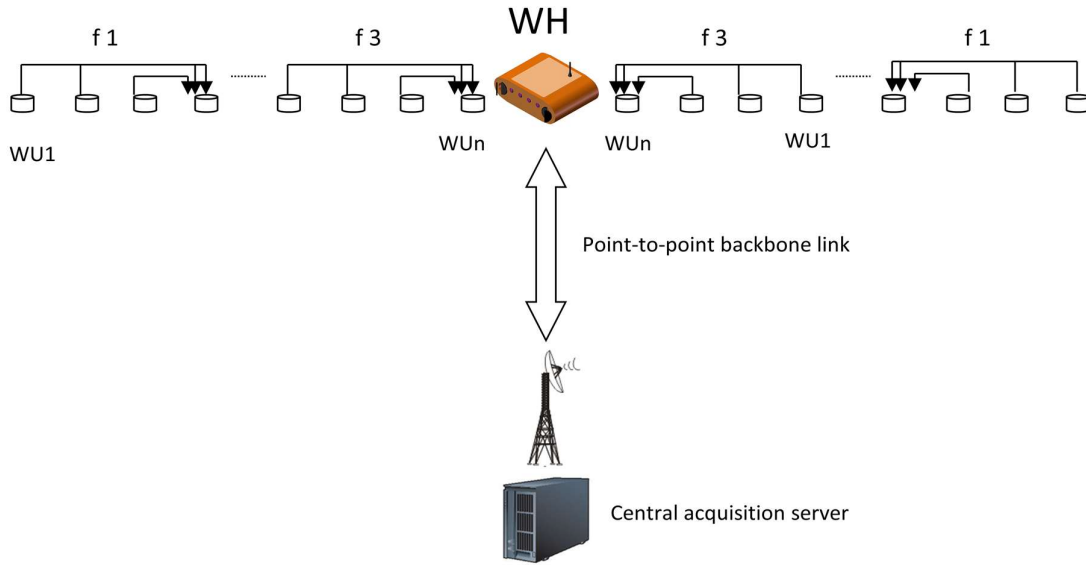 WH
f 1
f 3
f 3
f 1
WU1
WUn
WUn
WU1
Point-to-point backbone link
Central acquisition server